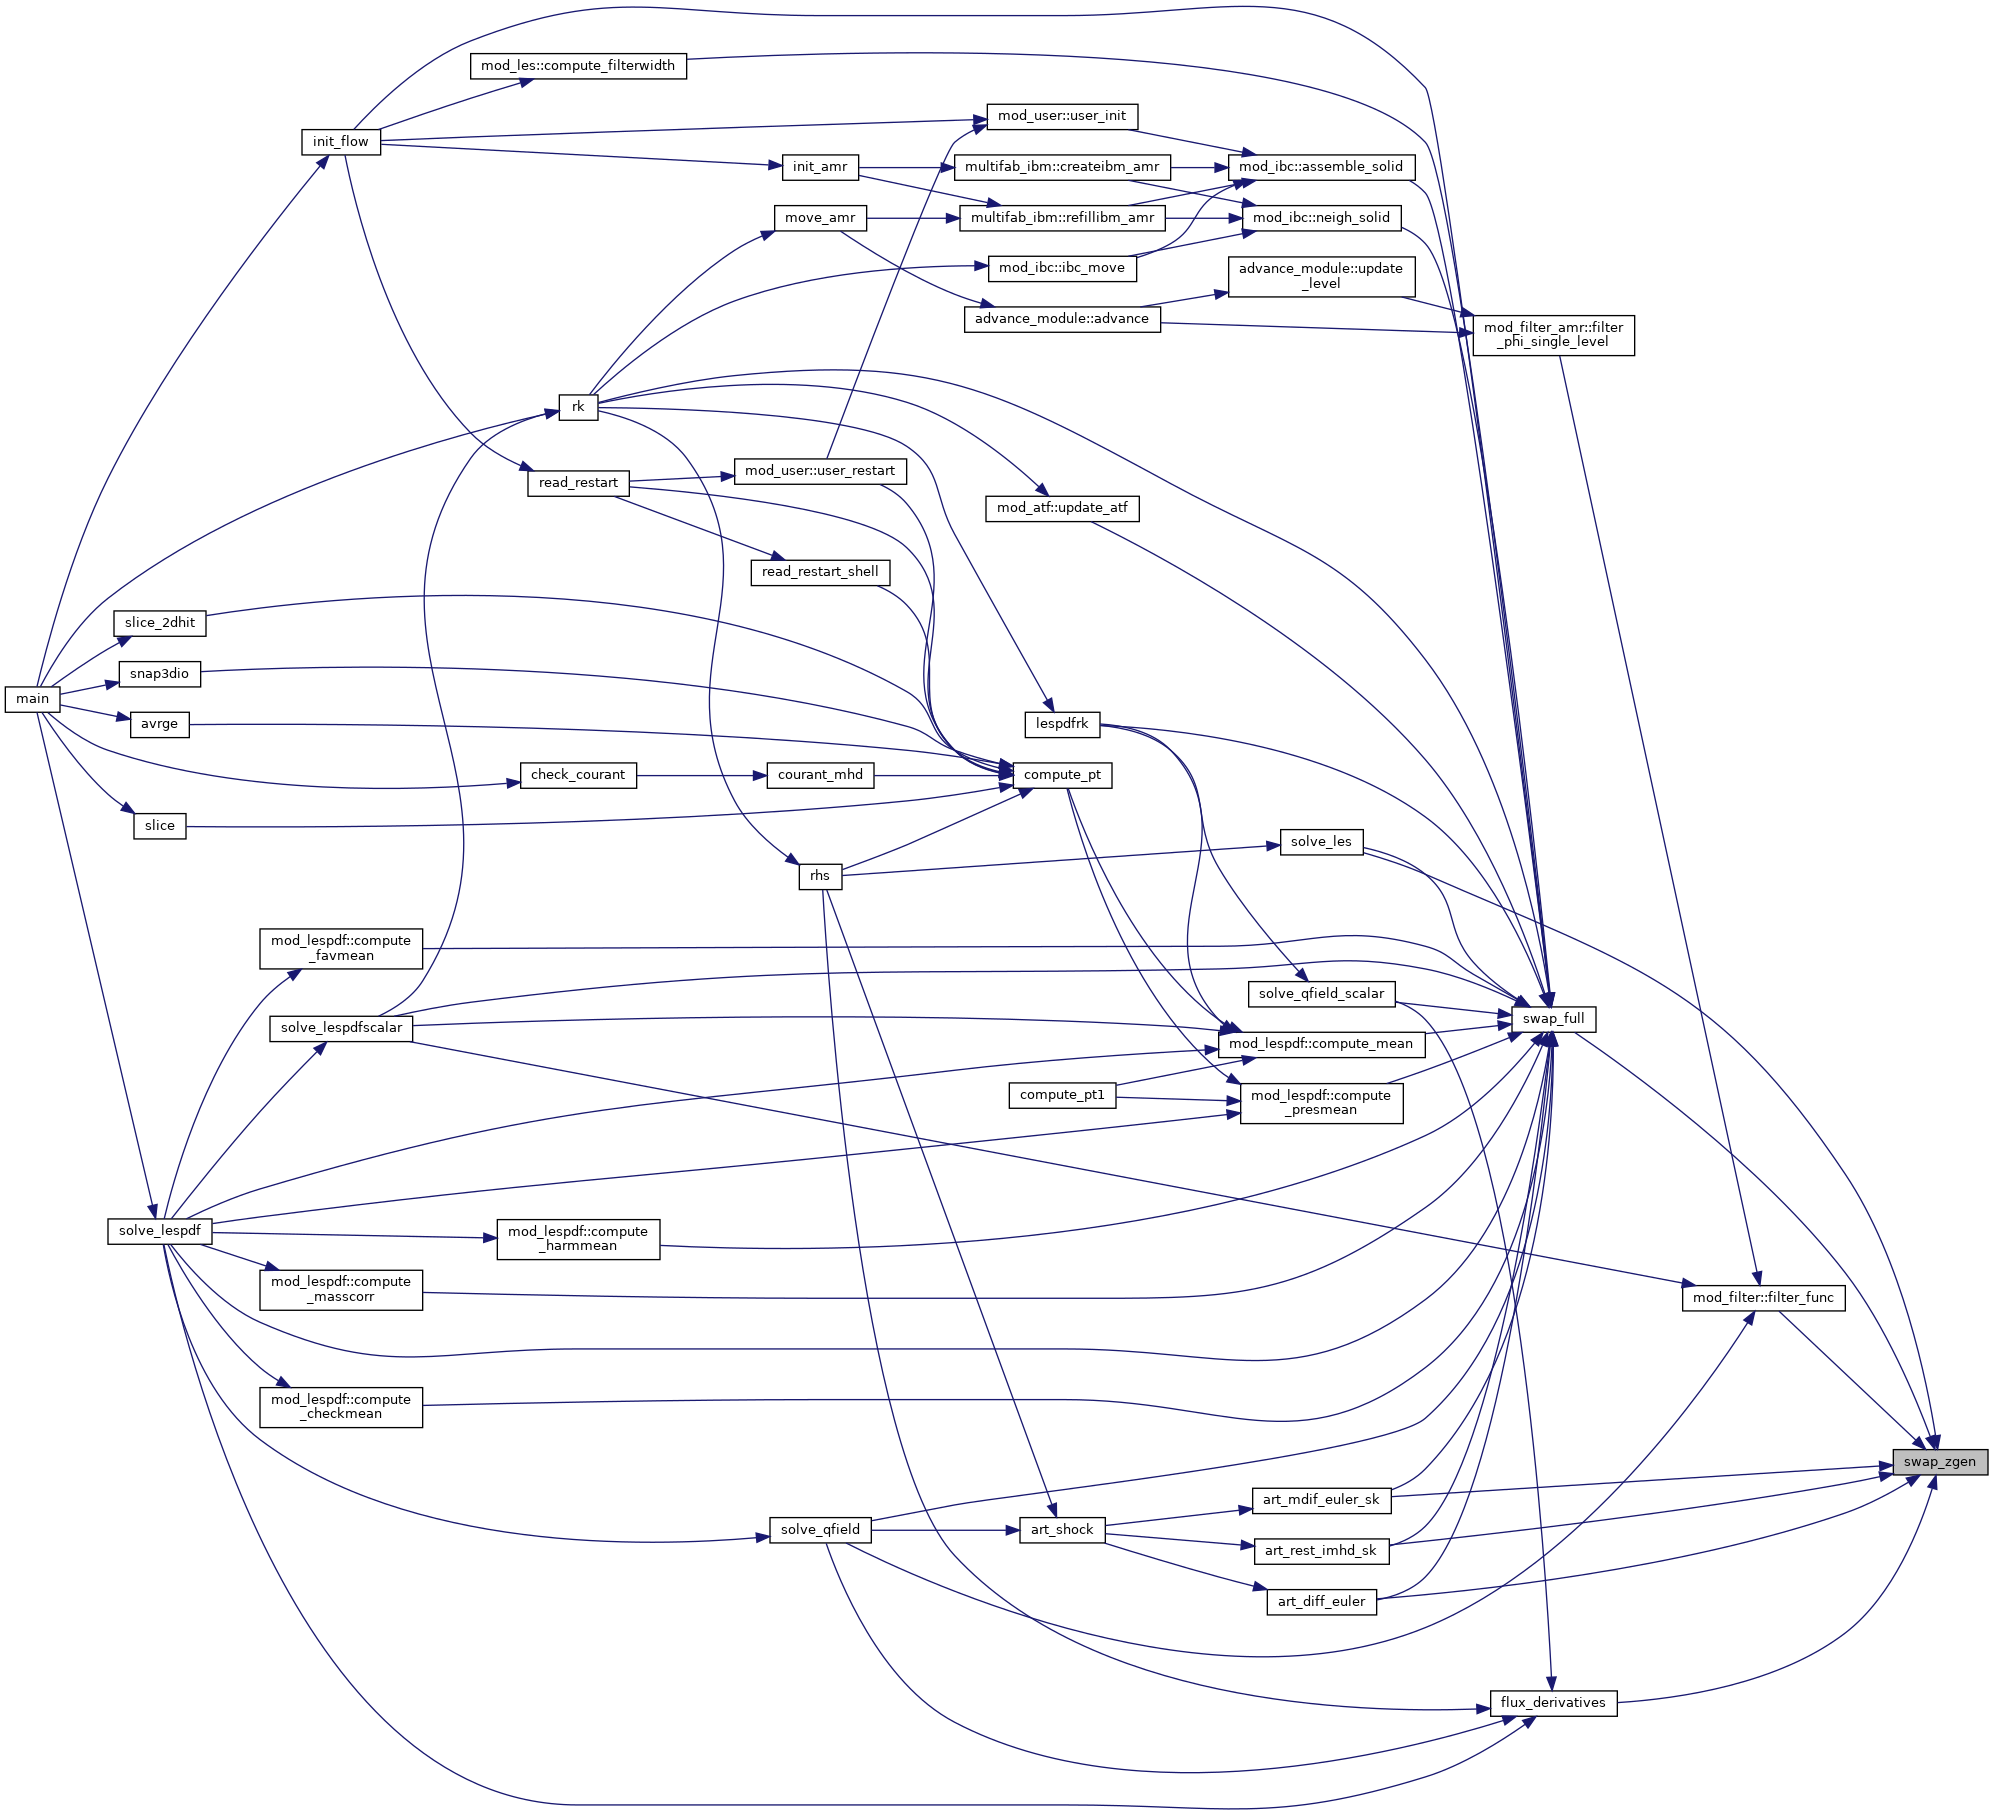 mod_les::compute_filterwidth
mod_user::user_init
init_flow
init_amr
multifab_ibm::createibm_amr
mod_ibc::assemble_solid
move_amr
multifab_ibm::refillibm_amr
mod_ibc::neigh_solid
mod_ibc::ibc_move
advance_module::update
_level
advance_module::advance
mod_filter_amr::filter
_phi_single_level
rk
mod_user::user_restart
read_restart
mod_atf::update_atf
read_restart_shell
slice_2dhit
snap3dio
main
avrge
lespdfrk
check_courant
courant_mhd
compute_pt
slice
solve_les
rhs
mod_lespdf::compute
_favmean
solve_qfield_scalar
swap_full
solve_lespdfscalar
mod_lespdf::compute_mean
compute_pt1
mod_lespdf::compute
_presmean
solve_lespdf
mod_lespdf::compute
_harmmean
mod_lespdf::compute
_masscorr
mod_filter::filter_func
mod_lespdf::compute
_checkmean
swap_zgen
art_mdif_euler_sk
solve_qfield
art_shock
art_rest_imhd_sk
art_diff_euler
flux_derivatives